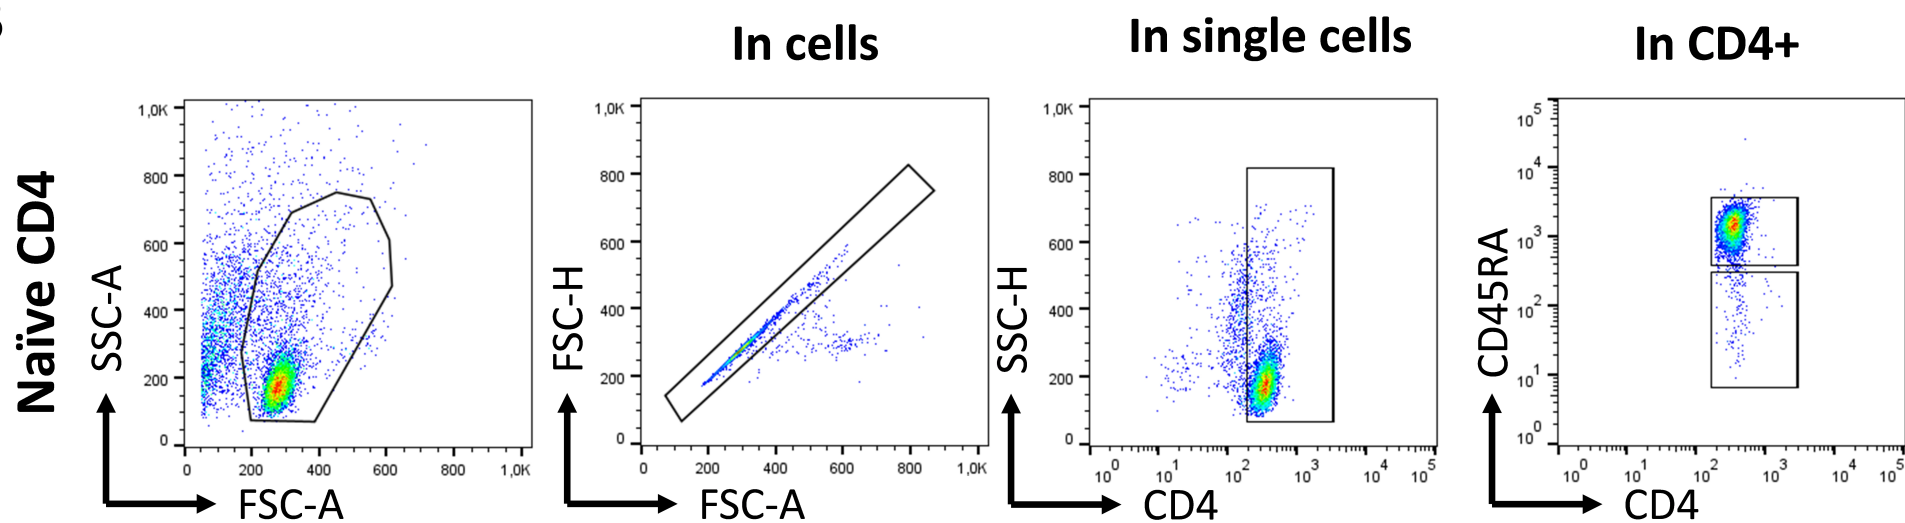 In cells
In single cells
In CD4+
Naïve CD4
SSC-A
1,0K
800
600
400
200
0
0 200 400 600 800 1,0K
FSC-A
FSC-H
1,0K
800
600
400
200
0
0 200 400 600 800 1,0K
FSC-A
SSC-H
1,0K
800
600
400
200
0
10^0 10^1 10^2 10^3 10^4 10^5
CD4
CD45RA
10^5
10^4
10^3
10^2
10^1
10^0
10^0 10^1 10^2 10^3 10^4 10^5
CD4